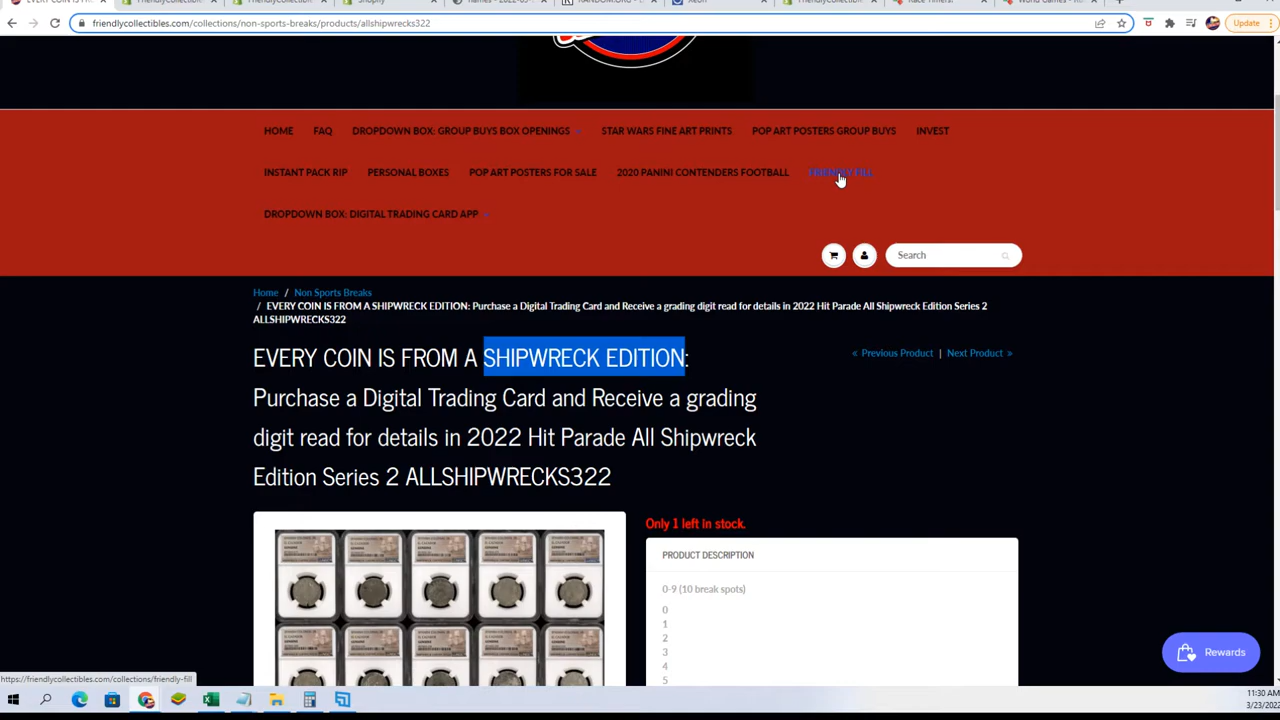 friendlycollectibles.com/collections/non-sports-breaks/products/allshipwrecks322
Update
HOME FAQ DROPDOWN BOX: GROUP BUYS BOX OPENINGS STAR WARS FINE ART PRINTS POP ART POSTERS GROUP BUYS INVEST
INSTANT PACK RIP PERSONAL BOXES POP ART POSTERS FOR SALE 2020 PANINI CONTENDERS FOOTBALL FRIENDLY FILL
DROPDOWN BOX: DIGITAL TRADING CARD APP
Search
Home / Non Sports Breaks
/ EVERY COIN IS FROM A SHIPWRECK EDITION: Purchase a Digital Trading Card and Receive a grading digit read for details in 2022 Hit Parade All Shipwreck Edition Series 2
ALLSHIPWRECKS322
EVERY COIN IS FROM A SHIPWRECK EDITION:
Purchase a Digital Trading Card and Receive a grading
digit read for details in 2022 Hit Parade All Shipwreck
Edition Series 2 ALLSHIPWRECKS322
« Previous Product | Next Product »
Only 1 left in stock.
PRODUCT DESCRIPTION
0-9 (10 break spots)
0
1
2
3
4
5
Rewards
https://friendlycollectibles.com/collections/friendly-fill
11:30 AM
3/23/2022